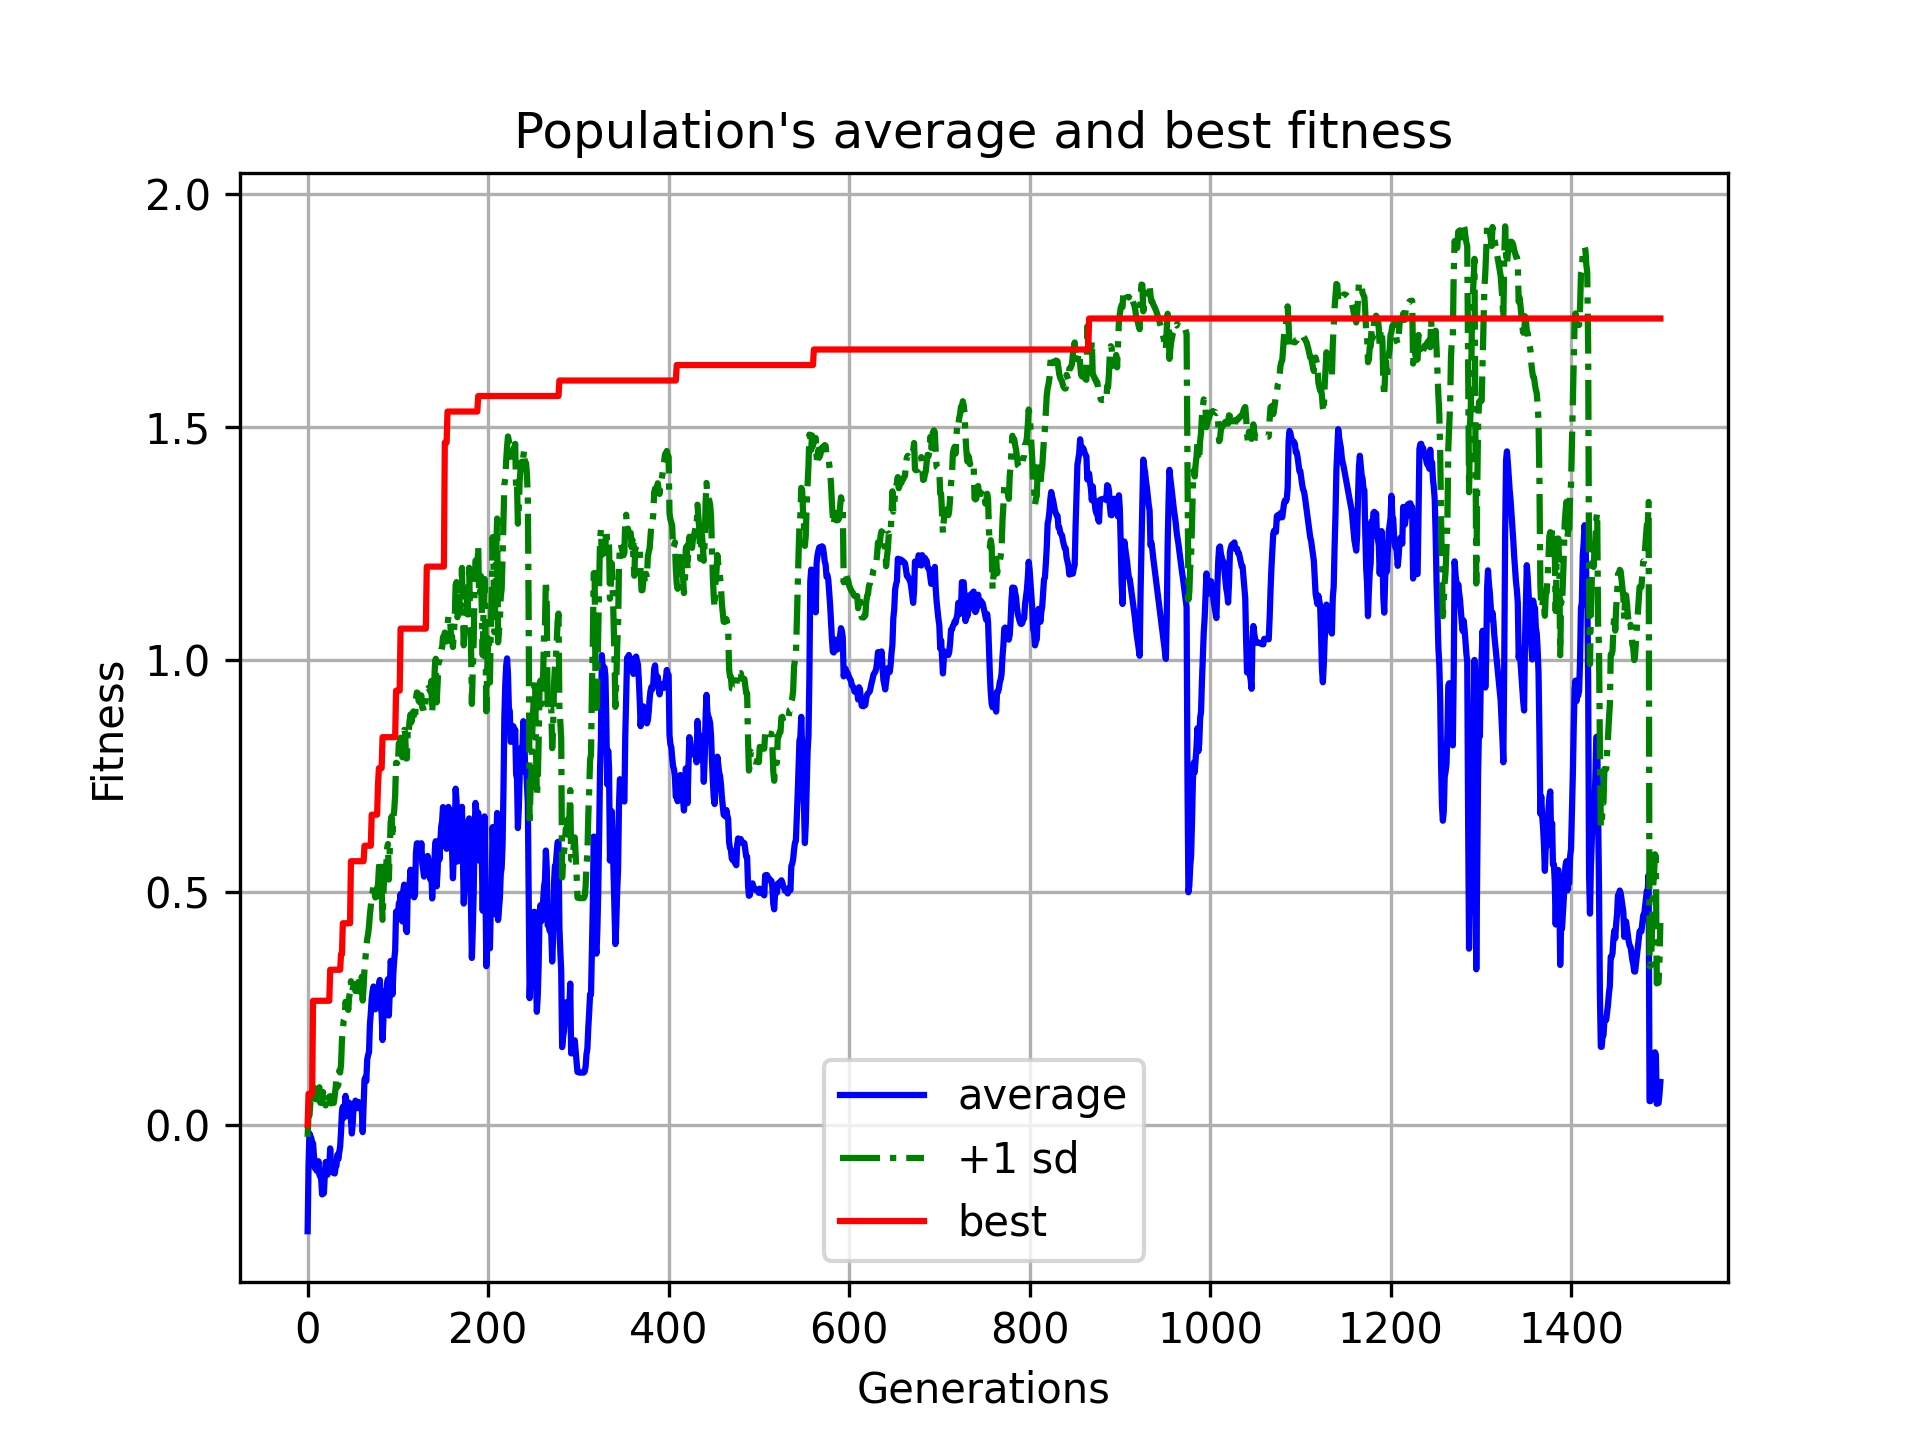 Population's average and best fitness
2.0
1.5
1.0
0.5
0.0
Fitness
average
+1 sd
best
0 200 400 600 800 1000 1200 1400
Generations